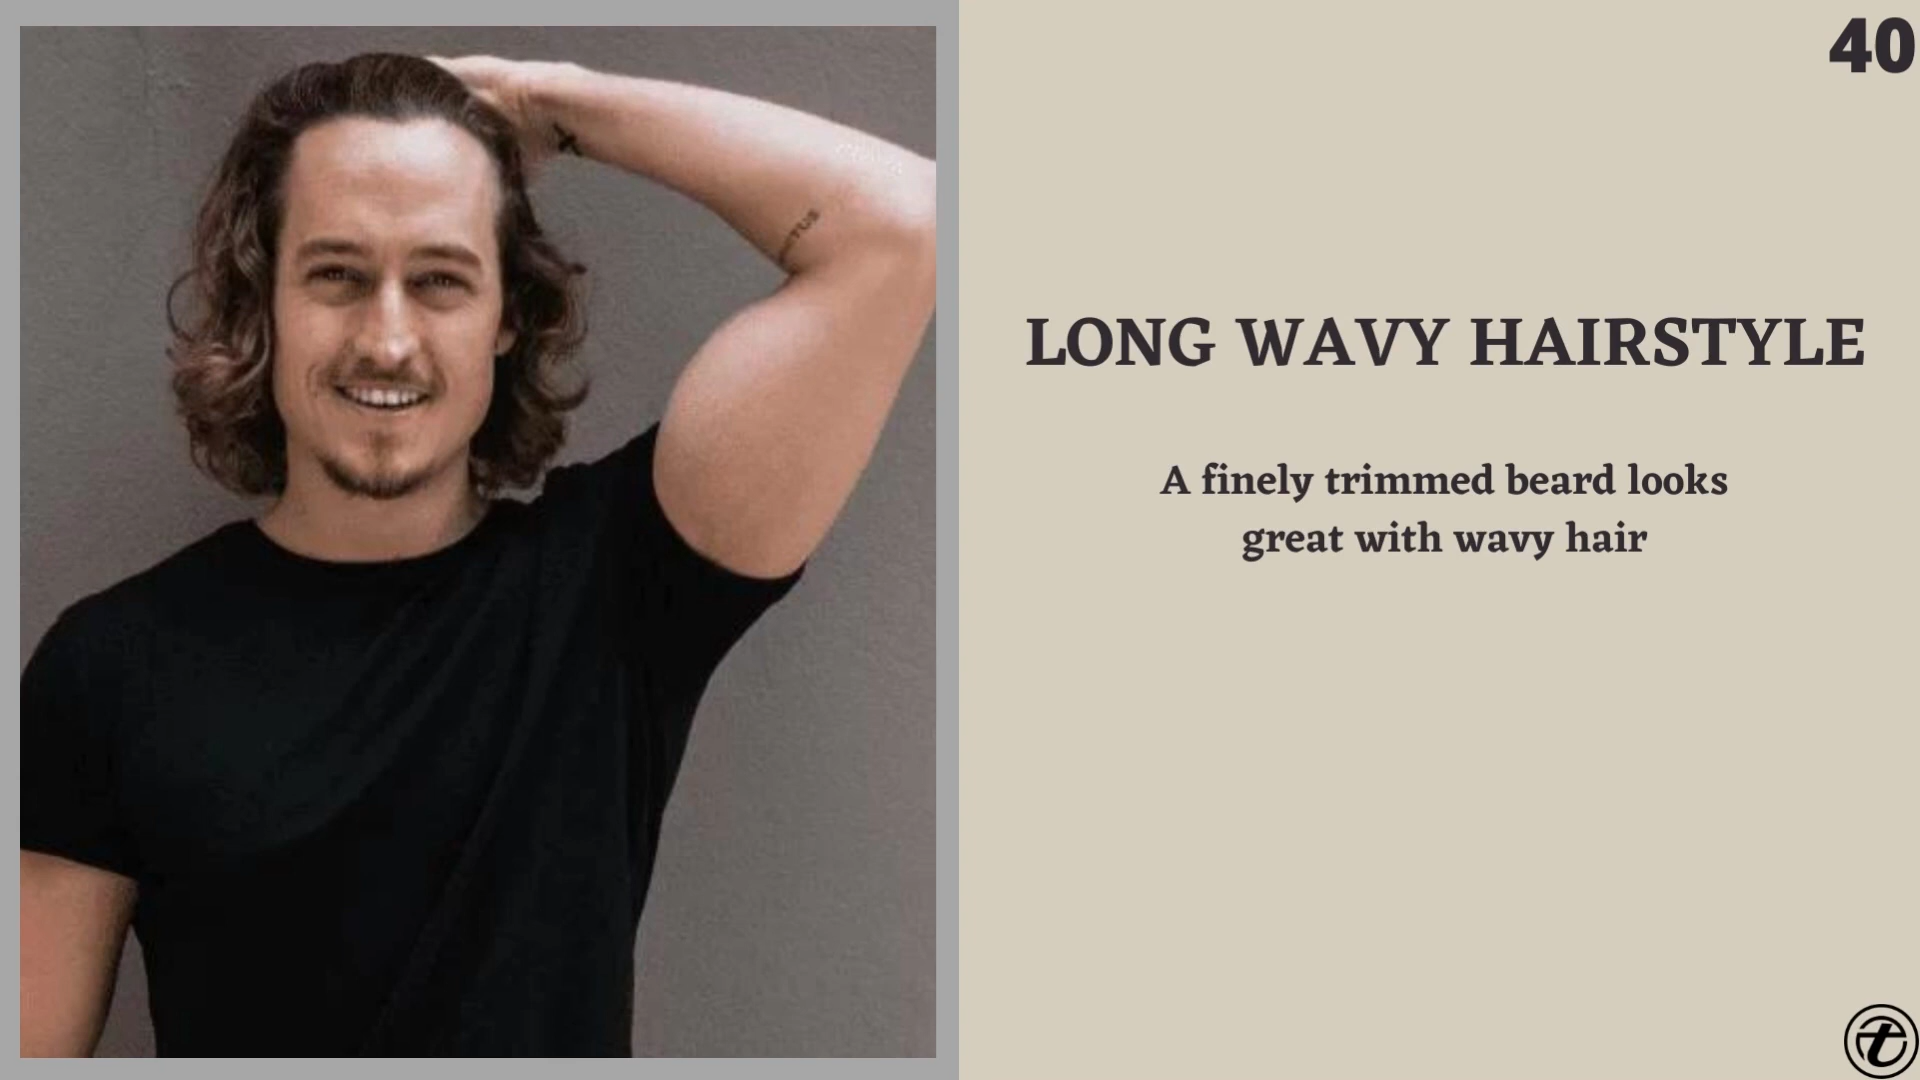 40
LONG WAVY HAIRSTYLE
A finely trimmed beard looks
great with wavy hair
t